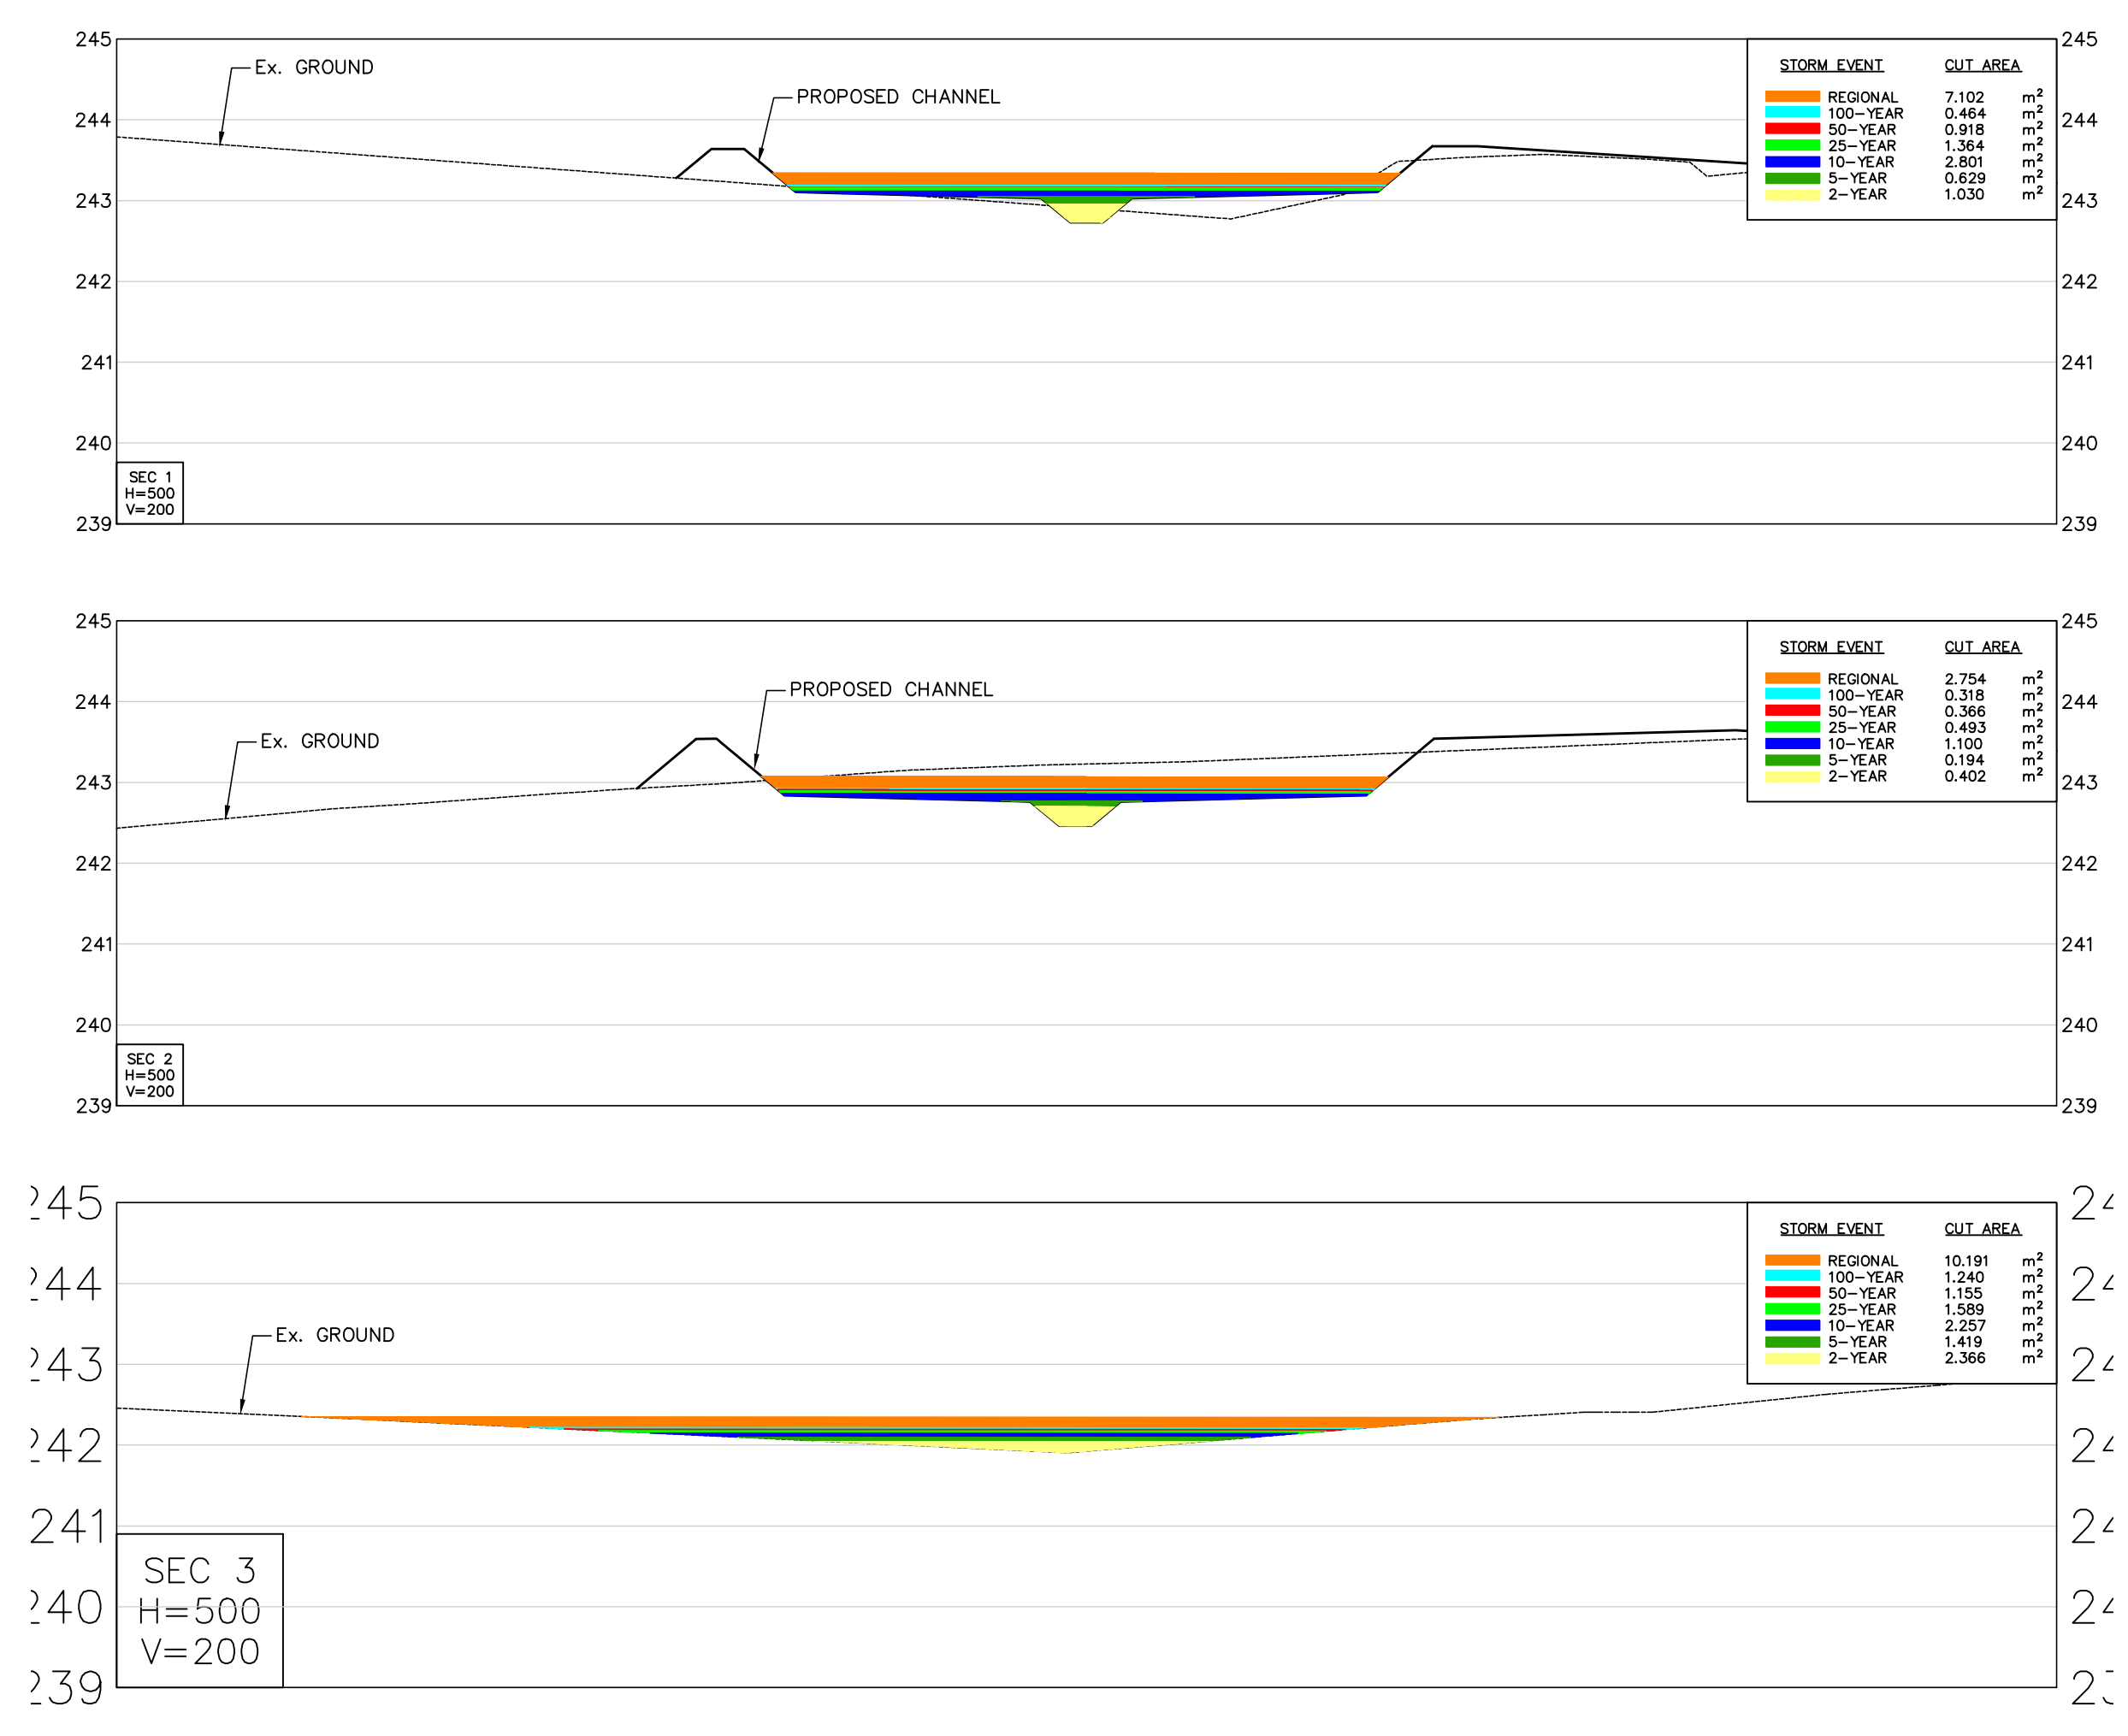 245
Ex. GROUND
PROPOSED CHANNEL
244
243
242
241
240
239
SEC 1
H=500
V=200
STORM EVENT CUT AREA
REGIONAL 7.102 m²
100-YEAR 0.464 m²
50-YEAR 0.918 m²
25-YEAR 1.364 m²
10-YEAR 2.801 m²
5-YEAR 0.629 m²
2-YEAR 1.030 m²
245
244
243
242
241
240
239
245
244
PROPOSED CHANNEL
Ex. GROUND
243
242
241
240
239
SEC 2
H=500
V=200
STORM EVENT CUT AREA
REGIONAL 2.754 m²
100-YEAR 0.318 m²
50-YEAR 0.366 m²
25-YEAR 0.493 m²
10-YEAR 1.100 m²
5-YEAR 0.194 m²
2-YEAR 0.402 m²
245
244
243
242
241
240
239
245
244
243
Ex. GROUND
242
241
240
239
SEC 3
H=500
V=200
STORM EVENT CUT AREA
REGIONAL 10.191 m²
100-YEAR 1.240 m²
50-YEAR 1.155 m²
25-YEAR 1.589 m²
10-YEAR 2.257 m²
5-YEAR 1.419 m²
2-YEAR 2.366 m²